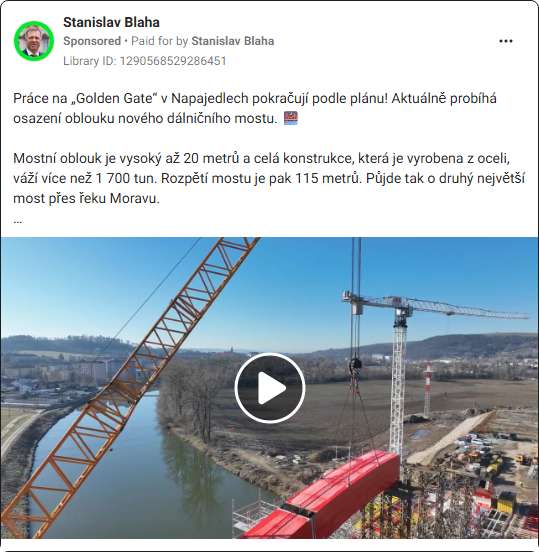 Stanislav Blaha
Sponsored • Paid for by Stanislav Blaha
Library ID: 1290568529286451
Práce na „Golden Gate“ v Napajedlech pokračují podle plánu! Aktuálně probíhá
osazení oblouku nového dálničního mostu.
Mostní oblouk je vysoký až 20 metrů a celá konstrukce, která je vyrobena z oceli,
váží více než 1 700 tun. Rozpětí mostu je pak 115 metrů. Půjde tak o druhý největší
most přes řeku Moravu.
...